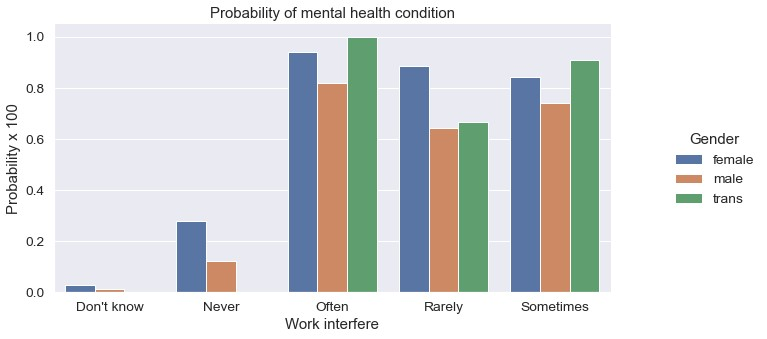 Probability of mental health condition
Probability x 100
1.0
0.8
0.6
0.4
0.2
0.0
Don't know Never Often Rarely Sometimes
Work interfere
Gender
female
male
trans